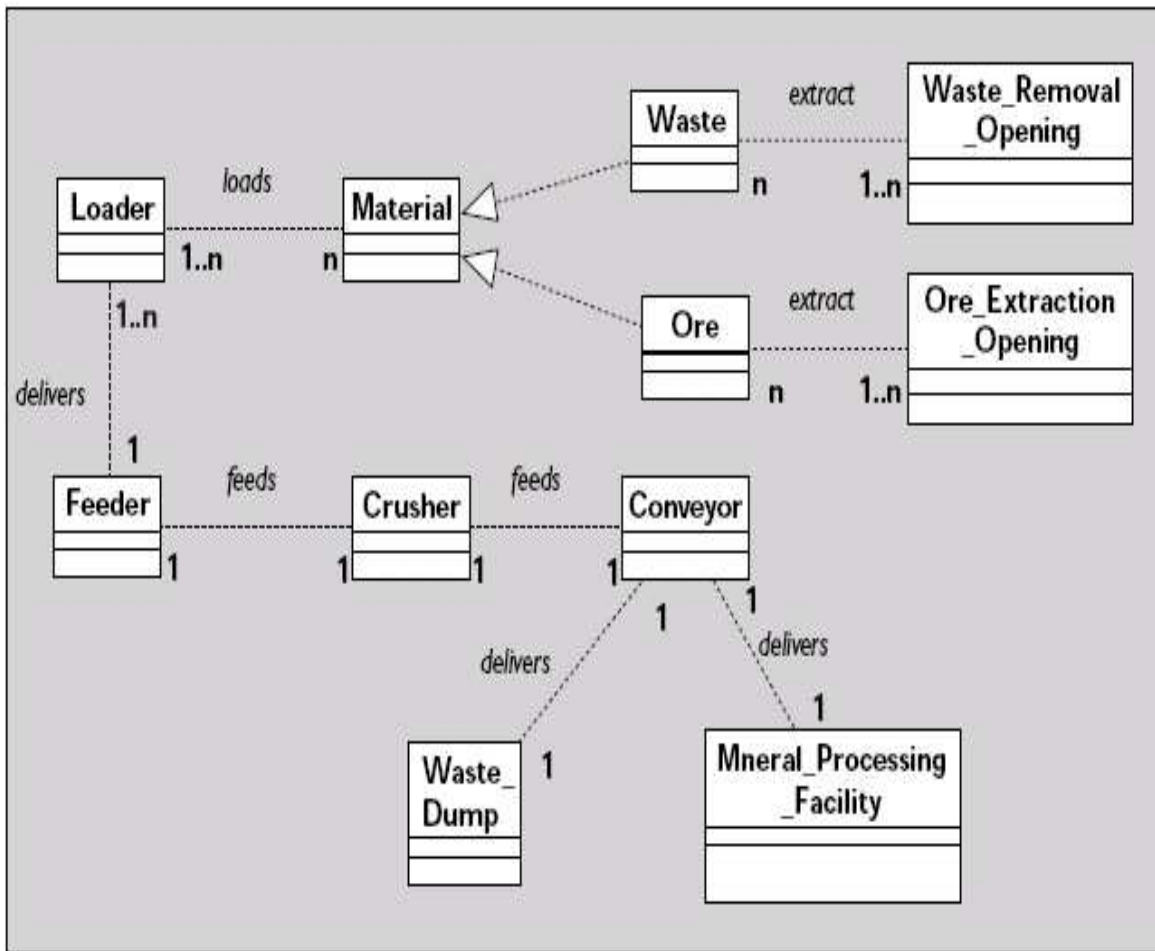 Waste
extract
Waste_Removal
_Opening
n
1..n
Loader
loads
Material
1..n
n
Ore
extract
Ore_Extraction
_Opening
n
1..n
1..n
delivers
1
Feeder
feeds
Crusher
feeds
Conveyor
1
1
1
1
1
1
delivers
delivers
1
1
Waste_
Dump
Mneral_Processing
_Facility